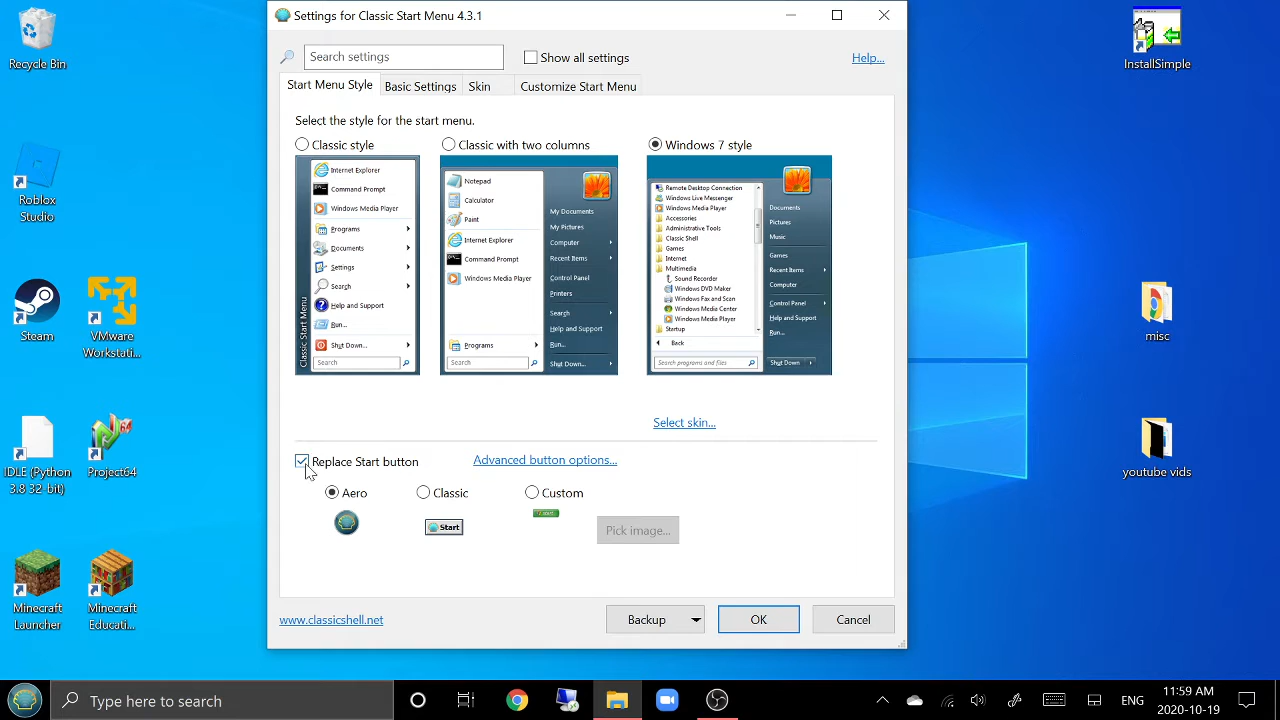 Settings for Classic Start Menu 4.3.1
Search settings
Show all settings
Help...
Start Menu Style
Basic Settings
Skin
Customize Start Menu
Select the style for the start menu.
Classic style
Classic with two columns
Windows 7 style
Classic Start Menu
Internet Explorer
Command Prompt
Windows Media Player
Programs
Documents
Settings
Search
Help and Support
Run...
Shut Down...
Search
Notepad
Calculator
Paint
Internet Explorer
Command Prompt
Windows Media Player
Programs
Search
My Documents
My Pictures
Computer
Recent Items
Control Panel
Printers
Search
Help and Support
Run...
Shut Down...
Remote Desktop Connection
Windows Live Messenger
Windows Media Player
Accessories
Administrative Tools
Classic Shell
Games
Internet
Multimedia
Sound Recorder
Windows DVD Maker
Windows Fax and Scan
Windows Media Center
Windows Media Player
Startup
Back
Search programs and files
Documents
Pictures
Music
Games
Recent Items
Computer
Control Panel
Help and Support
Run...
Shut Down
Select skin...
Replace Start button
Advanced button options...
Aero
Classic
Custom
Start
Start
Pick image...
www.classicshell.net
Backup
OK
Cancel
Recycle Bin
Roblox
Studio
Steam
VMware
Workstati...
IDLE (Python
3.8 32-bit)
Project64
Minecraft
Launcher
Minecraft
Educati...
InstallSimple
misc
youtube vids
Type here to search
ENG
11:59 AM
2020-10-19